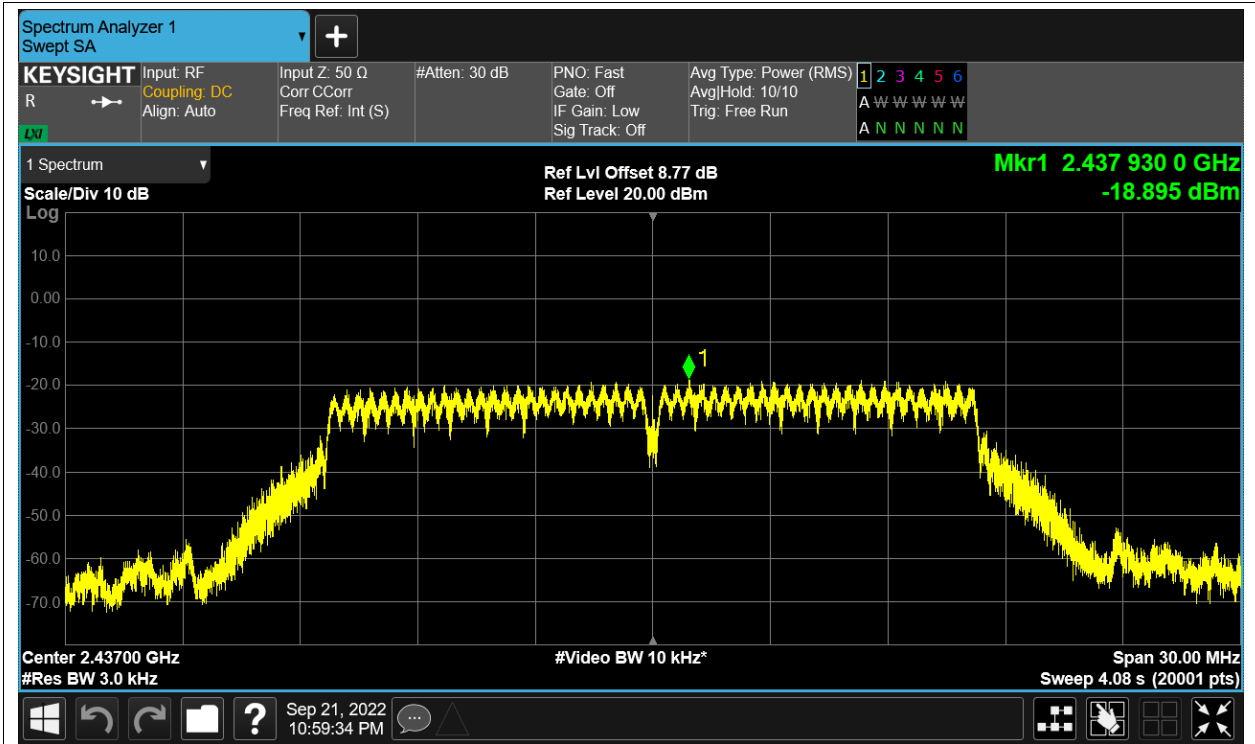 Spectrum Analyzer 1
Swept SA
KEYSIGHT
R
LXI
Input: RF
Coupling: DC
Align: Auto
Input Z: 50 Ω
Corr CCorr
Freq Ref: Int (S)
#Atten: 30 dB
PNO: Fast
Gate: Off
IF Gain: Low
Sig Track: Off
Avg Type: Power (RMS)
Avg|Hold: 10/10
Trig: Free Run
1 2 3 4 5 6
A W W W W W
A N N N N N
1 Spectrum
Scale/Div 10 dB
Log
Ref Lvl Offset 8.77 dB
Ref Level 20.00 dBm
Mkr1 2.437 930 0 GHz
-18.895 dBm
10.0
0.00
-10.0
-20.0
-30.0
-40.0
-50.0
-60.0
-70.0
1
Center 2.43700 GHz
#Res BW 3.0 kHz
#Video BW 10 kHz*
Span 30.00 MHz
Sweep 4.08 s (20001 pts)
?
Sep 21, 2022
10:59:34 PM